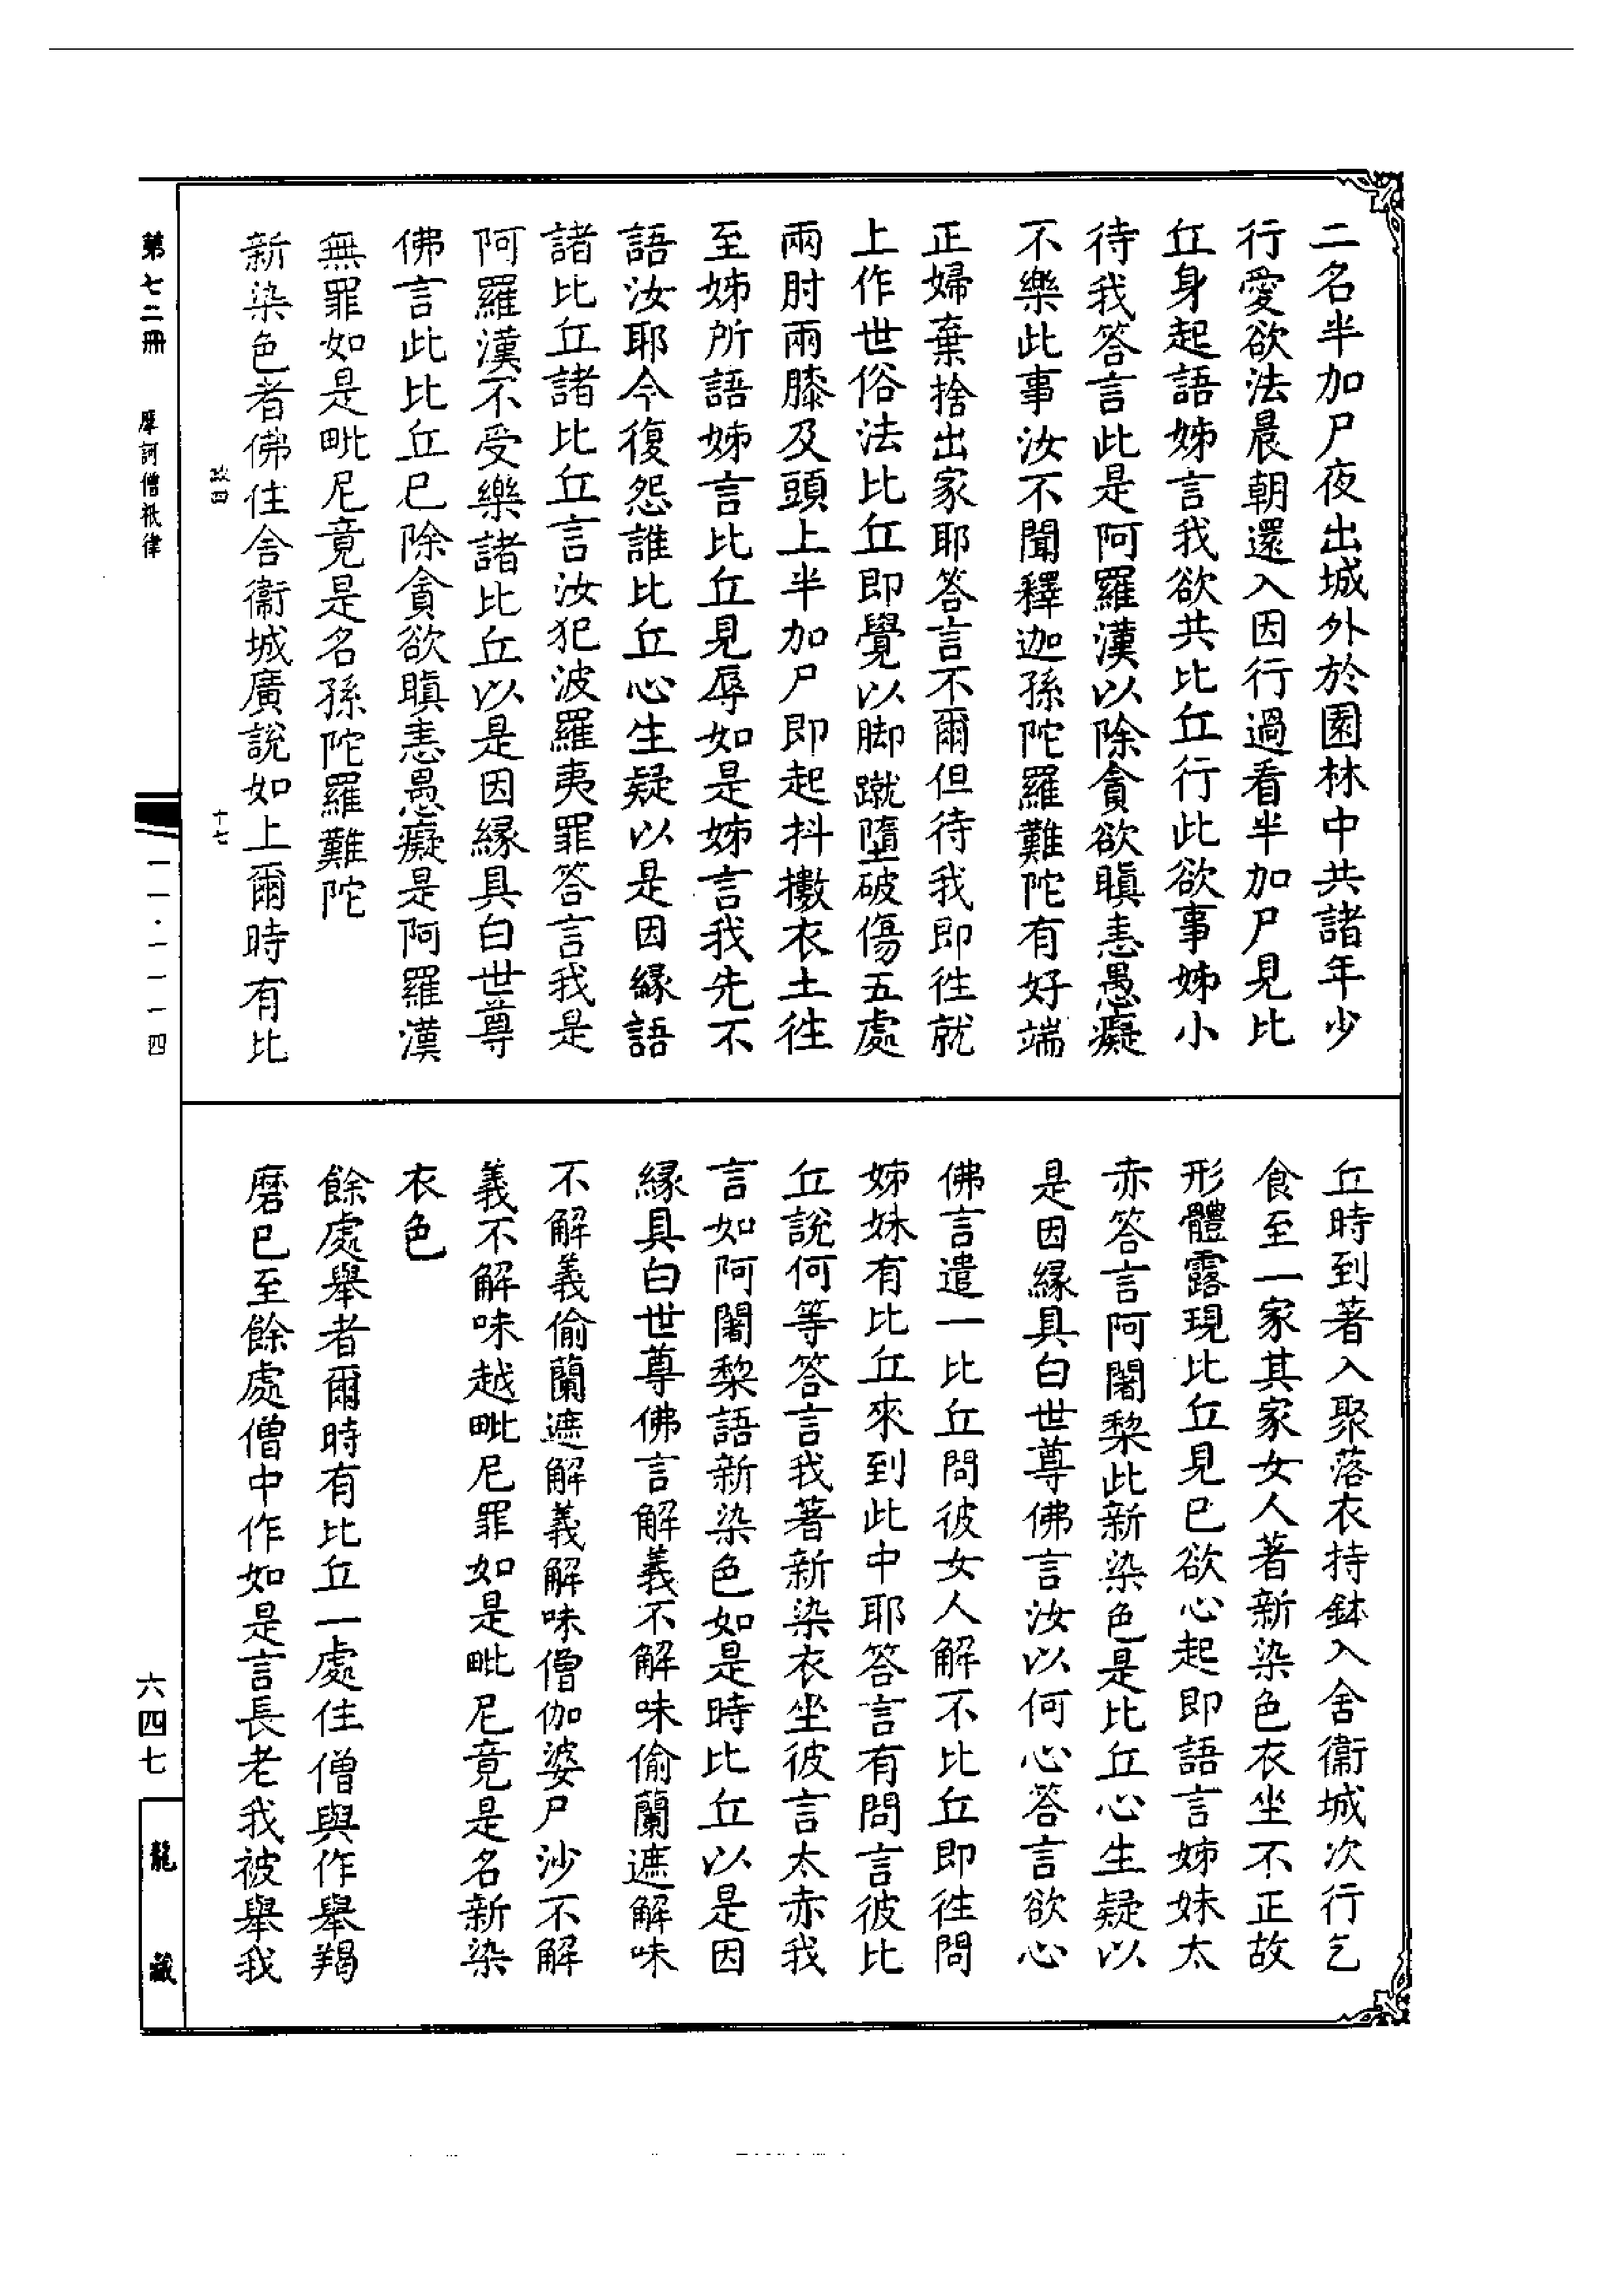 二名半加尸夜出城外於園林中共諸年少
行愛欲法晨朝還入因行過看半加尸見比
丘身起語姊言我欲共比丘行此欲事姊小
待我答言此是阿羅漢以除貪欲瞋恚愚癡
不樂此事汝不聞釋迦孫陀羅難陀有好端
正婦棄捨出家耶答言不爾但待我即往就
上作世俗法比丘即覺以脚蹴墮破傷五處
兩肘兩膝及頭上半加尸即起抖擻衣土往
至姊所語姊言比丘見辱如是姊言我先不
語汝耶今復怨誰比丘心生疑以是因緣語
諸比丘諸比丘言汝犯波羅夷罪答言我是
阿羅漢不受樂諸比丘以是因緣具白世尊
佛言此比丘已除貪欲瞋恚愚癡是阿羅漢
無罪如是毗尼竟是名孫陀羅難陀
新染色者佛住舍衛城廣說如上爾時有比
丘時到著入聚落衣持鉢入舍衛城次行乞
食至一家其家女人著新染色衣坐不正故
形體露現比丘見已欲心起即語言姊妹太
赤答言阿闍棃此新染色是比丘心生疑以
是因緣具白世尊佛言汝以何心答言欲心
佛言遣一比丘問彼女人解不比丘即往問
姊妹有比丘來到此中耶答言有問言彼比
丘說何等答言我著新染衣坐彼言太赤我
言如阿闍棃語新染色如是時比丘以是因
緣具白世尊佛言解義不解味偷蘭遮解味
不解義偷蘭遮解義解味僧伽婆尸沙不解
義不解味越毗尼罪如是毗尼竟是名新染
衣色
餘處舉者爾時有比丘一處住僧與作舉羯
磨已至餘處僧中作如是言長老我被舉我
第七二冊
摩訶僧祇律
政四
十七
一一·一一一四
六四七
龍藏